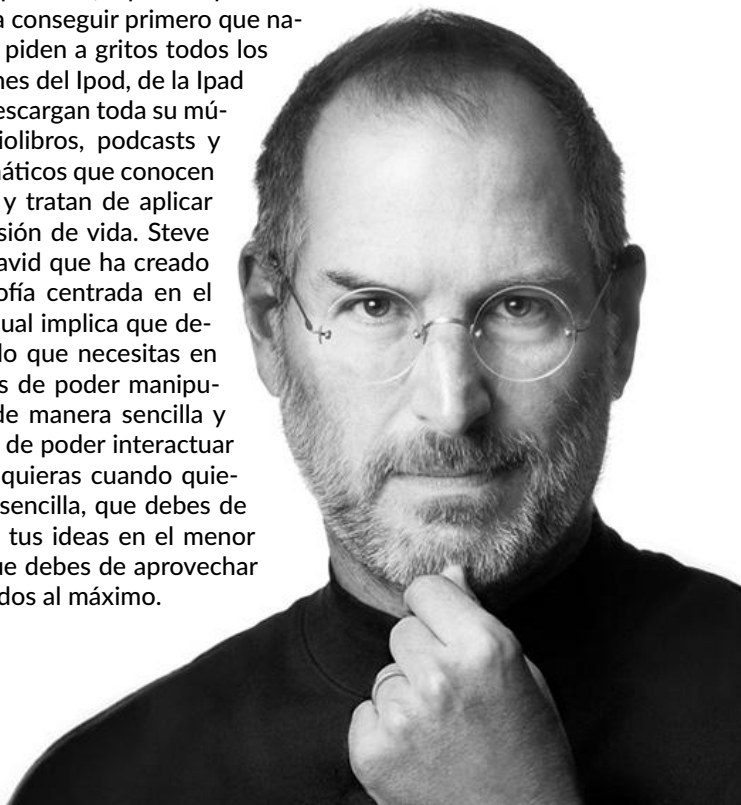 a conseguir primero que na-
piden a gritos todos los
nes del Ipod, de la Ipad
escargan toda su mú-
iolibros, podcasts y
náticos que conocen
y tratan de aplicar
sión de vida. Steve
avid que ha creado
ofía centrada en el
ual implica que de-
lo que necesitas en
s de poder manipu-
de manera sencilla y
de poder interactuar
quieras cuando quie-
sencilla, que debes de
tus ideas en el menor
ue debes de aprovechar
dos al máximo.